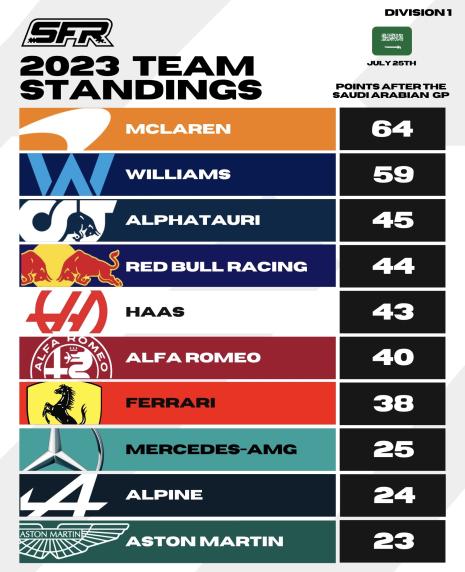 DIVISION 1
SFR
JULY 25TH
2023 TEAM
STANDINGS
POINTS AFTER THE
SAUDI ARABIAN GP
MCLAREN 64
WILLIAMS 59
ALPHATAURI 45
RED BULL RACING 44
HAAS 43
ALFA ROMEO
ALFA ROMEO 40
FERRARI 38
MERCEDES-AMG 25
ALPINE 24
ASTON MARTIN
ASTON MARTIN 23